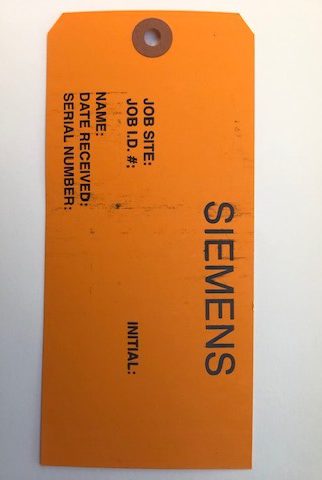 SIEMENS
JOB SITE:
JOB I.D. #: INITIAL:
NAME:
DATE RECEIVED:
SERIAL NUMBER: